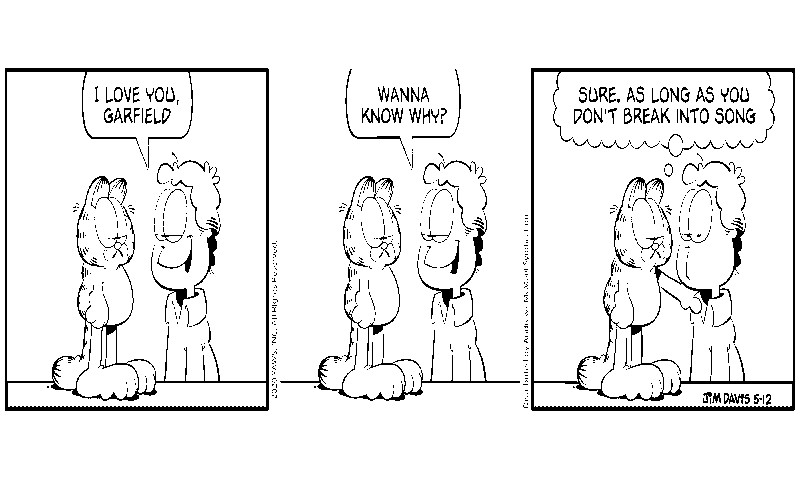 I LOVE YOU,
GARFIELD
WANNA
KNOW WHY?
SURE. AS LONG AS YOU
DON'T BREAK INTO SONG
JIM DAVIS 5-12